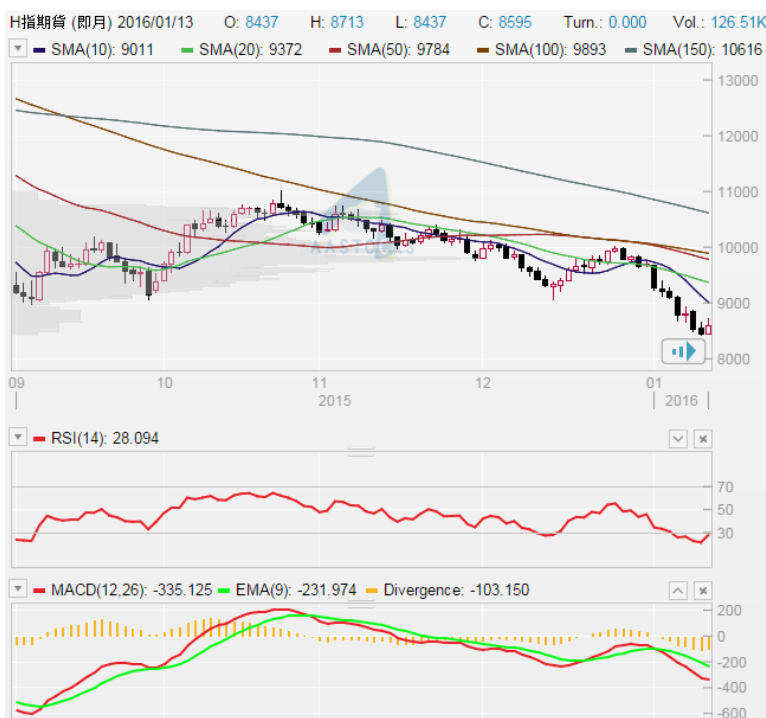 H指期貨 (即月) 2016/01/13 O: 8437 H: 8713 L: 8437 C: 8595 Turn.: 0.000 Vol.: 126.51K
SMA(10): 9011 SMA(20): 9372 SMA(50): 9784 SMA(100): 9893 SMA(150): 10616
13000
12000
11000
10000
AASTOCKS
9000
8000
09 10 11 12 01
2015 2016
RSI(14): 28.094
70
50
30
MACD(12,26): -335.125 EMA(9): -231.974 Divergence: -103.150
200
0
-200
-400
-600